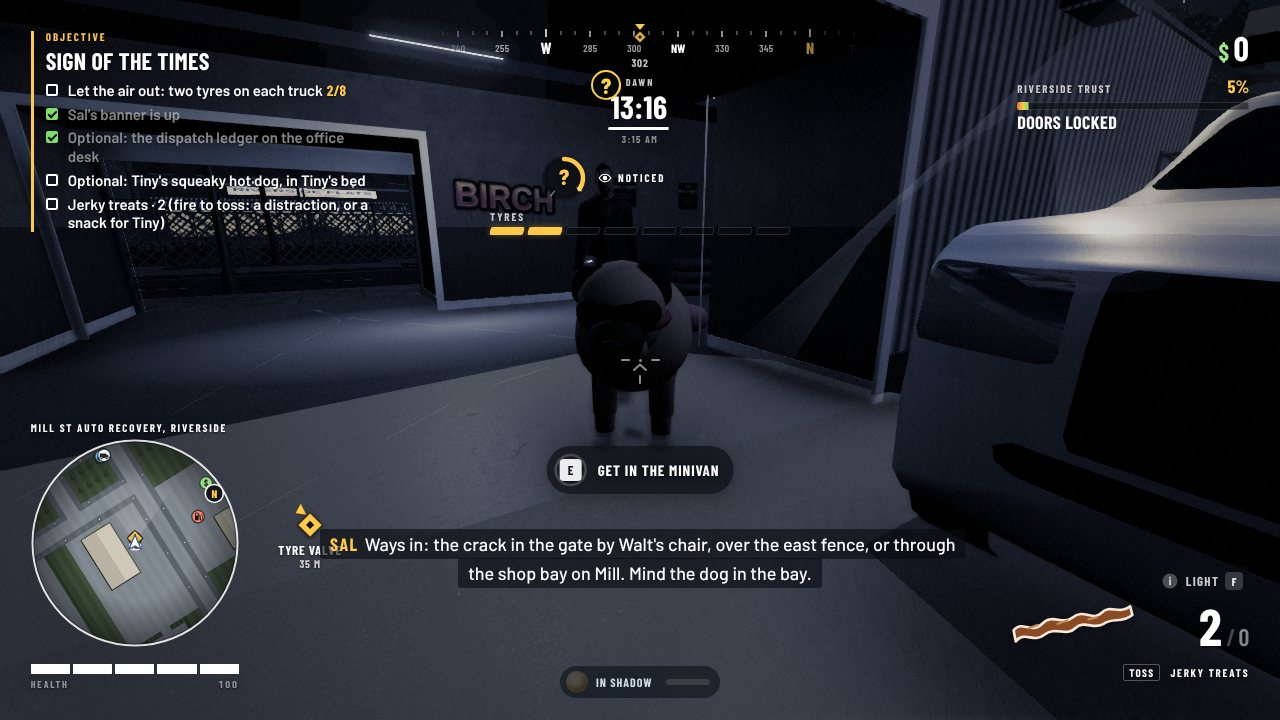 OBJECTIVE
SIGN OF THE TIMES
Let the air out: two tyres on each truck 2/8
Sal's banner is up
Optional: the dispatch ledger on the office
desk
Optional: Tiny's squeaky hot dog, in Tiny's bed
Jerky treats · 2 (fire to toss: a distraction, or a
snack for Tiny)
240 255 W 285 300 NW 330 345 N
302
? DAWN
13:16
3:15 AM
$0
RIVERSIDE TRUST 5%
DOORS LOCKED
? NOTICED
BIRCH
TYRES
MILL ST AUTO RECOVERY, RIVERSIDE
$
N
E GET IN THE MINIVAN
TYRE VALVE
35 M
SAL Ways in: the crack in the gate by Walt's chair, over the east fence, or through
the shop bay on Mill. Mind the dog in the bay.
i LIGHT F
2/0
TOSS JERKY TREATS
HEALTH 100
IN SHADOW